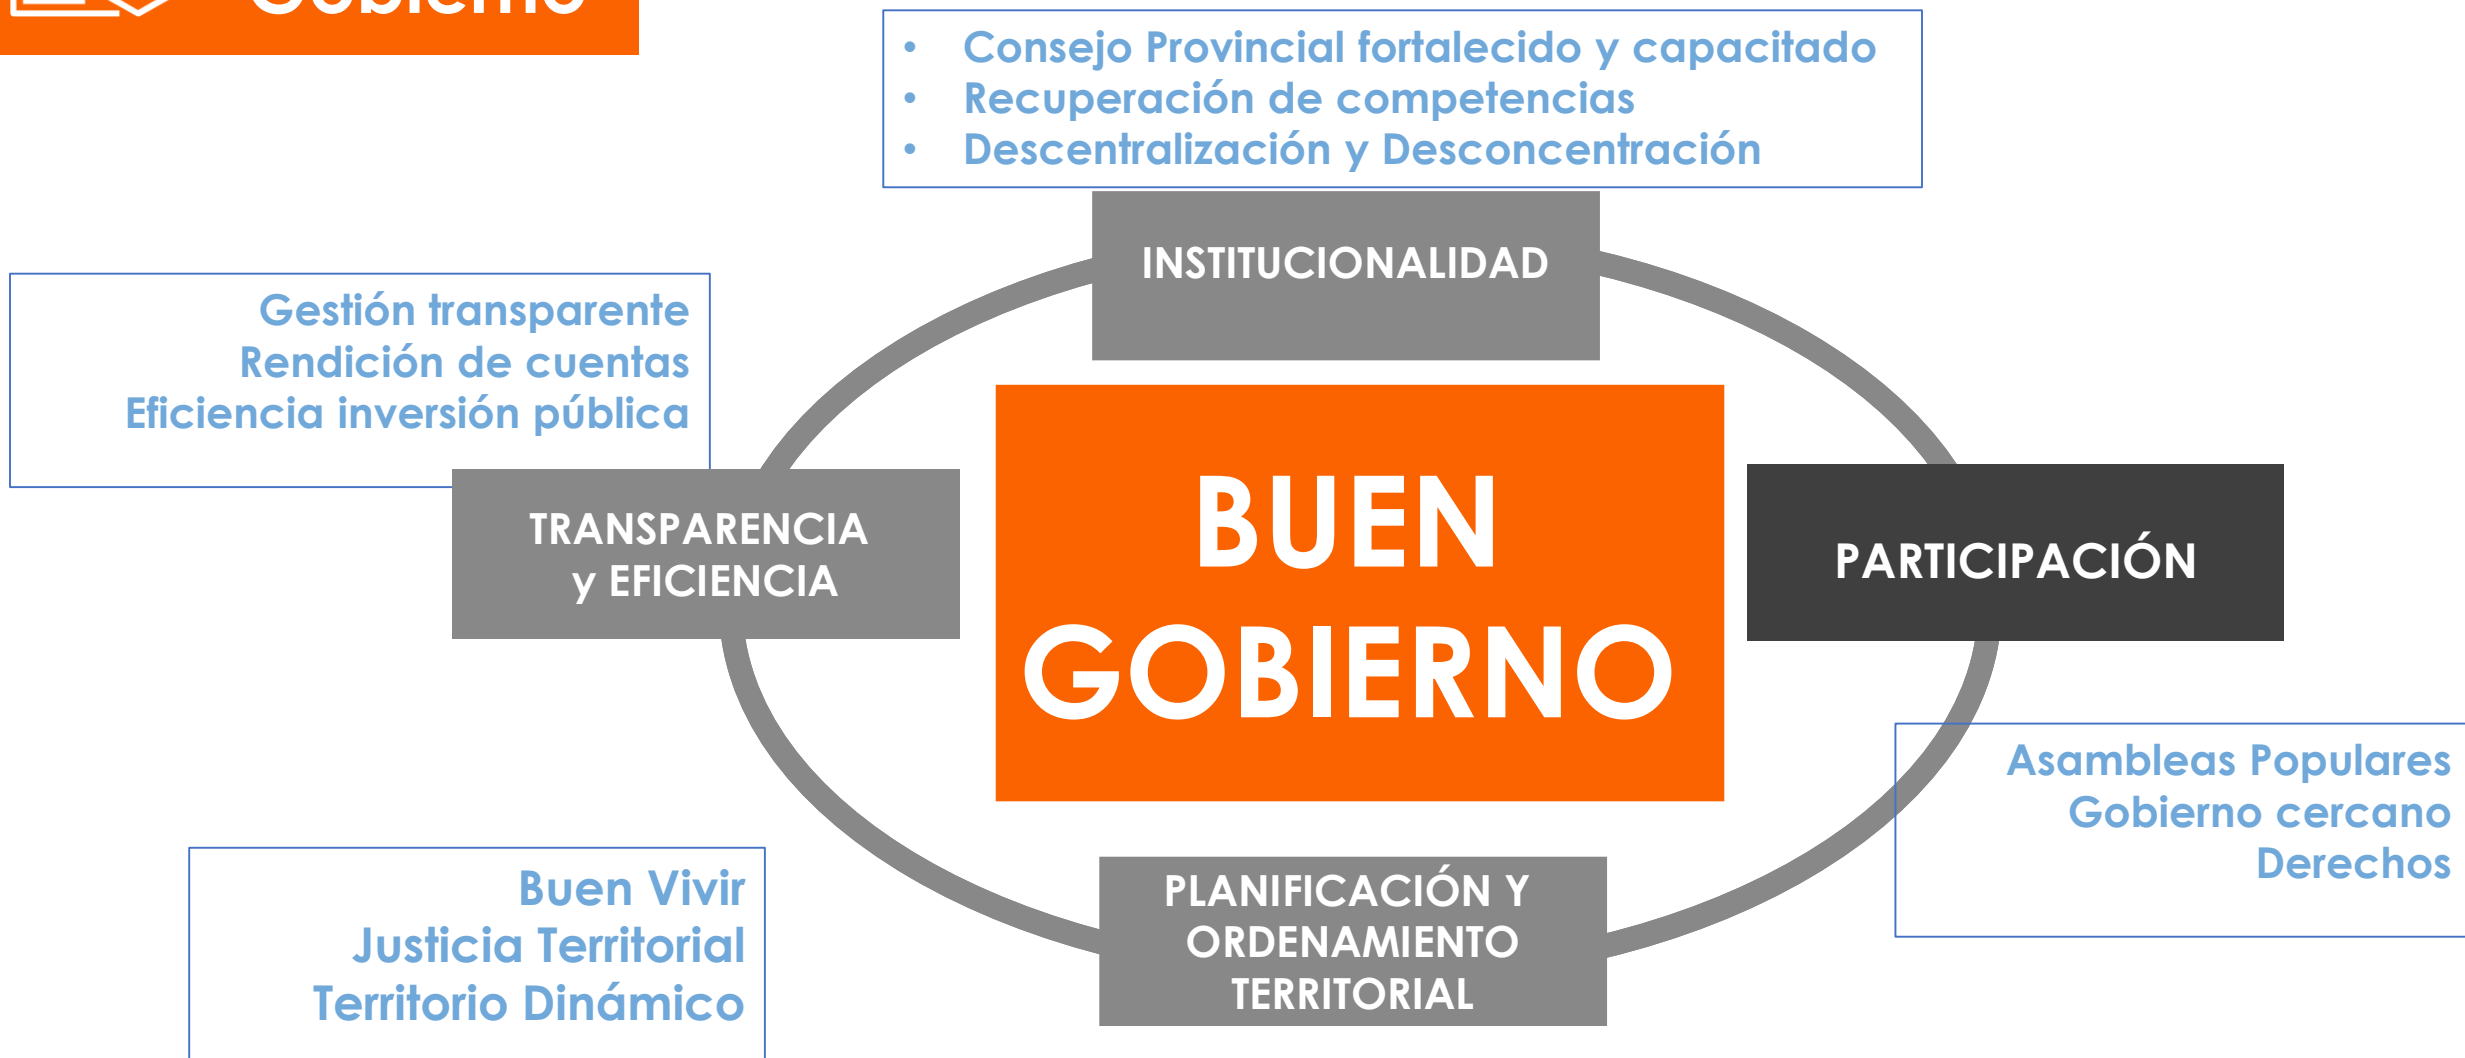 Gobierno
• Consejo Provincial fortalecido y capacitado
• Recuperación de competencias
• Descentralización y Desconcentración
INSTITUCIONALIDAD
Gestión transparente
Rendición de cuentas
Eficiencia inversión pública
TRANSPARENCIA
y EFICIENCIA
BUEN
GOBIERNO
PARTICIPACIÓN
Asambleas Populares
Gobierno cercano
Derechos
Buen Vivir
Justicia Territorial
Territorio Dinámico
PLANIFICACIÓN Y
ORDENAMIENTO
TERRITORIAL